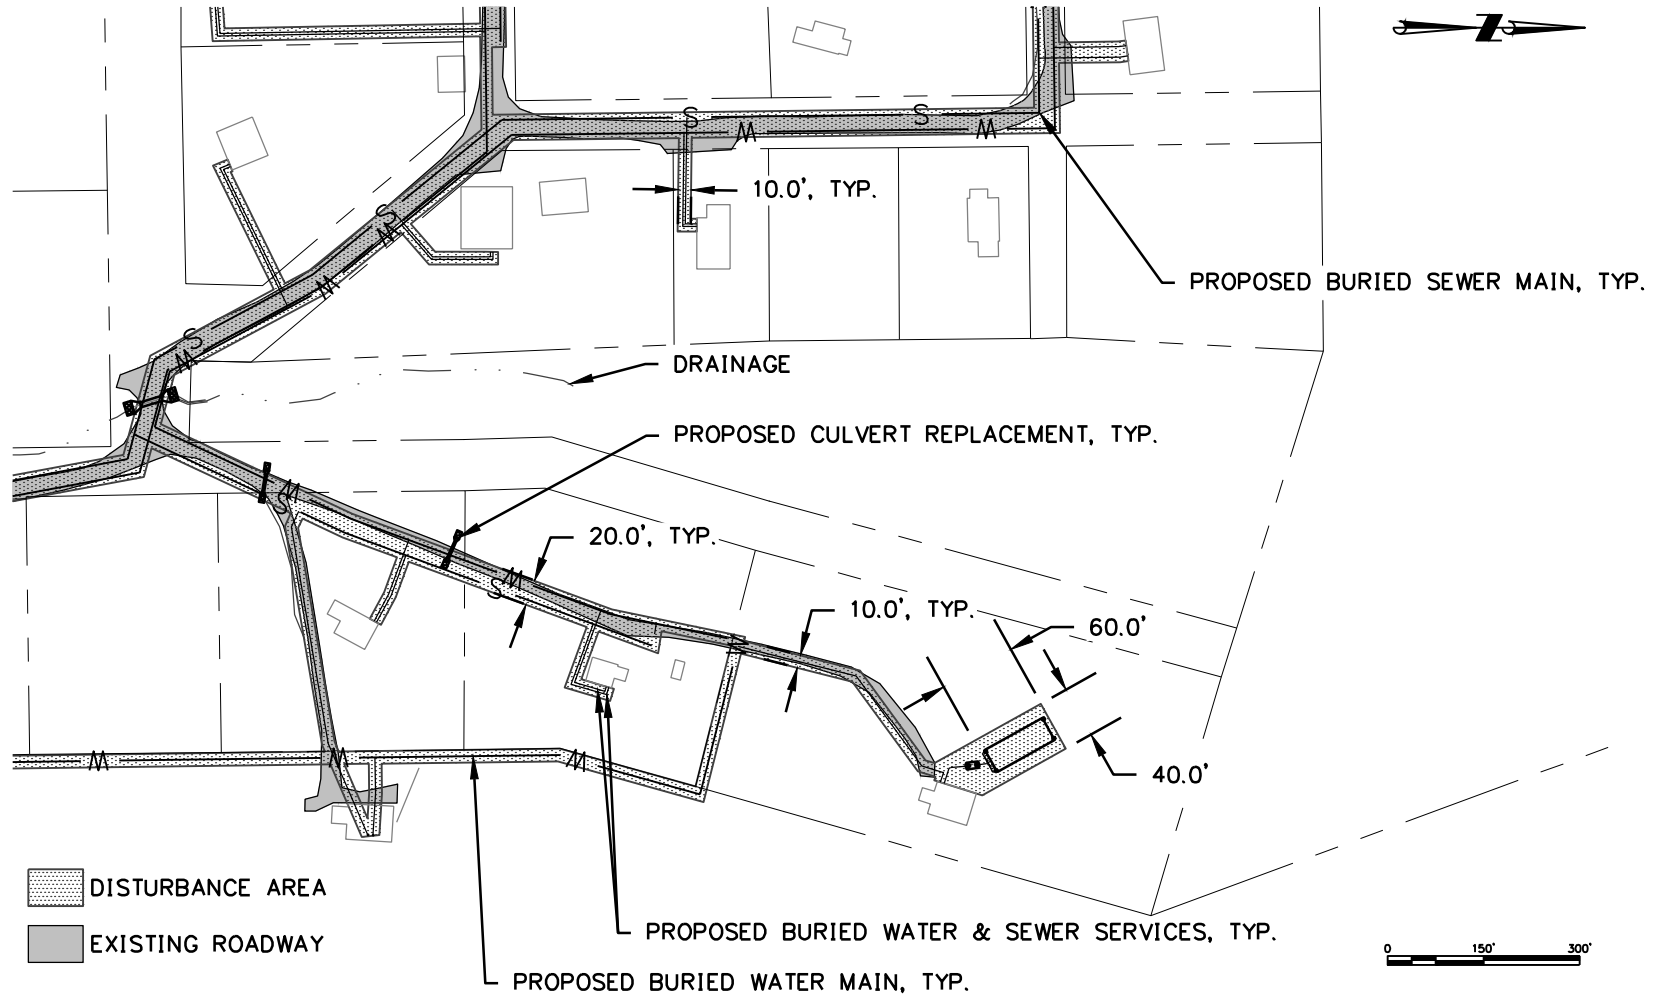 S
S
M
M
10.0', TYP.
S
M
PROPOSED BURIED SEWER MAIN, TYP.
M
S
M
DRAINAGE
PROPOSED CULVERT REPLACEMENT, TYP.
M
S
20.0', TYP.
M
S
10.0', TYP.
60.0'
M
M
M
40.0'
DISTURBANCE AREA
PROPOSED BURIED WATER & SEWER SERVICES, TYP.
EXISTING ROADWAY
0 150' 300'
PROPOSED BURIED WATER MAIN, TYP.